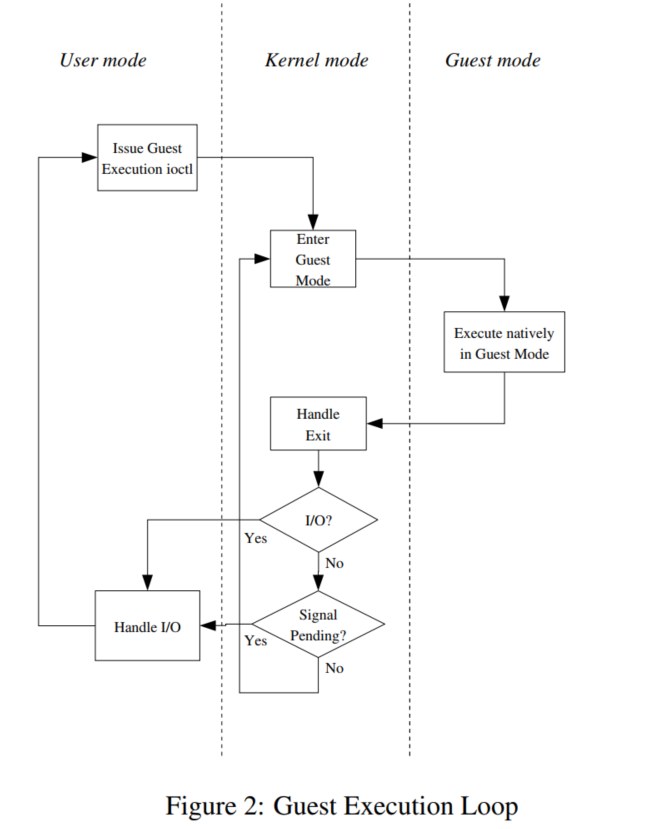 User mode
Kernel mode
Guest mode
Issue Guest
Execution ioctl
Enter
Guest
Mode
Execute natively
in Guest Mode
Handle
Exit
I/O?
Yes
No
Handle I/O
Signal
Pending?
Yes
No
Figure 2: Guest Execution Loop